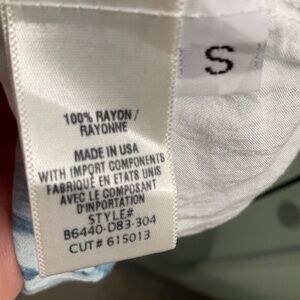 S
100% RAYON/
RAYONNE
MADE IN USA
WITH IMPORT COMPONENTS
FABRIQUÉ EN ETATS UNIS
AVEC LE COMPOSANT
D'INPORTATION
STYLE#
B6440-D83-304
CUT# 615013